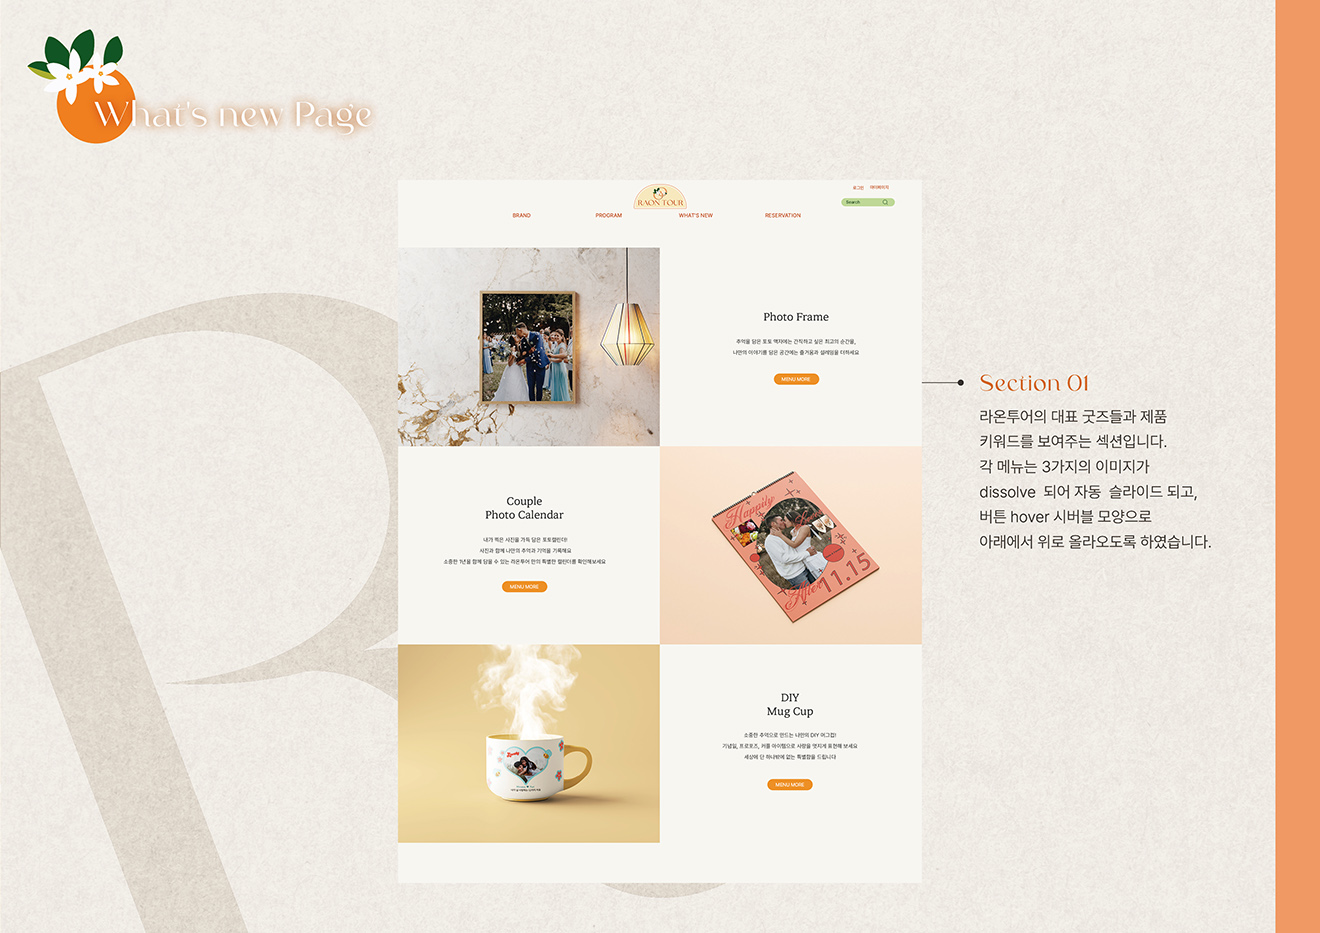 What's new Page
RAON TOUR
로그인 마이페이지
Search
BRAND PROGRAM WHAT'S NEW RESERVATION
Photo Frame
추억을 담은 포토 액자에는 간직하고 싶은 최고의 순간을,
나만의 이야기를 담은 공간에는 즐거움과 설레임을 더하세요
MENU MORE
Section 01
라온투어의 대표 굿즈들과 제품
키워드를 보여주는 섹션입니다.
각 메뉴는 3가지의 이미지가
dissolve 되어 자동 슬라이드 되고,
버튼 hover 시버블 모양으로
아래에서 위로 올라오도록 하였습니다.
Couple
Photo Calendar
내가 찍은 사진을 가득 담은 포토캘린더!
사진과 함께 나만의 추억과 기억을 기록해요
소중한 1년을 함께 담을 수 있는 라온투어 만의 특별한 캘린더를 확인해보세요
MENU MORE
Happily
Ever
After 11.15
DIY
Mug Cup
소중한 추억으로 만드는 나만의 DIY 머그컵!
기념일, 프로포즈, 커플 아이템으로 사랑을 멋지게 표현해 보세요
세상에 단 하나밖에 없는 특별함을 드립니다
MENU MORE